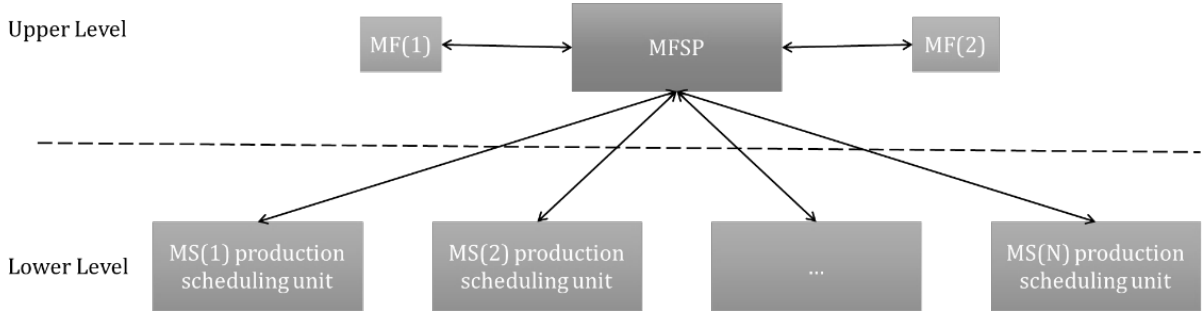 Upper Level
MF(1)
MFSP
MF(2)
Lower Level
MS(1) production
scheduling unit
MS(2) production
scheduling unit
...
MS(N) production
scheduling unit